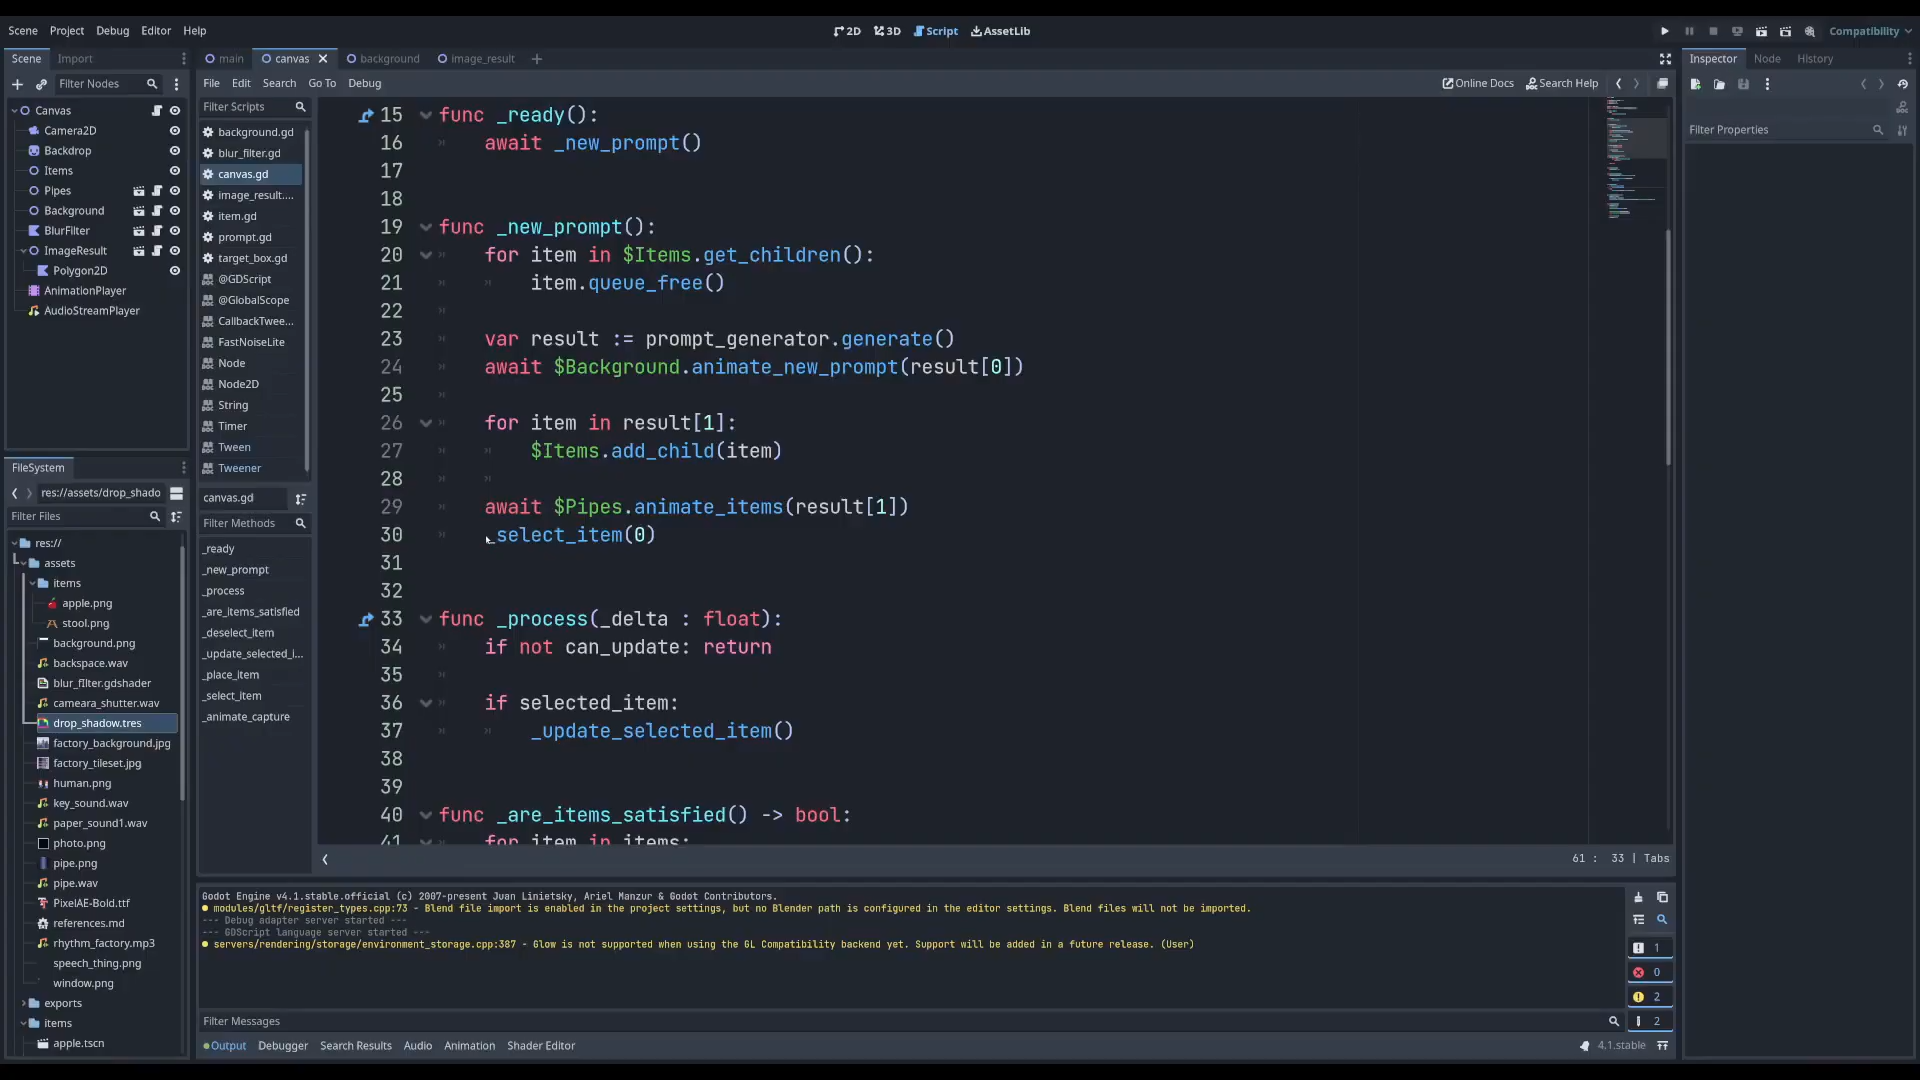 Scene Project Debug Editor Help
2D 3D Script AssetLib
Compatibility
Scene Import
main canvas background image_result
Inspector Node History
Filter Nodes
File Edit Search Go To Debug
Online Docs Search Help
Filter Properties
Canvas
Camera2D
Backdrop
Items
Pipes
Background
BlurFilter
ImageResult
Polygon2D
AnimationPlayer
AudioStreamPlayer
FileSystem
res://assets/drop_shado
Filter Files
res://
assets
items
apple.png
stool.png
background.png
backspace.wav
blur_fIlter.gdshader
cameara_shutter.wav
drop_shadow.tres
factory_background.jpg
factory_tileset.jpg
human.png
key_sound.wav
paper_sound1.wav
photo.png
pipe.png
pipe.wav
PixelAE-Bold.ttf
references.md
rhythm_factory.mp3
speech_thing.png
window.png
exports
items
apple.tscn
Filter Scripts
background.gd
blur_filter.gd
canvas.gd
image_result....
item.gd
prompt.gd
target_box.gd
@GDScript
@GlobalScope
CallbackTwee...
FastNoiseLite
Node
Node2D
String
Timer
Tween
Tweener
canvas.gd
Filter Methods
_ready
_new_prompt
_process
_are_items_satisfied
_deselect_item
_update_selected_i...
_place_item
_select_item
_animate_capture
15 func _ready():
16 await _new_prompt()
17
18
19 func _new_prompt():
20 for item in $Items.get_children():
21 item.queue_free()
22
23 var result := prompt_generator.generate()
24 await $Background.animate_new_prompt(result[0])
25
26 for item in result[1]:
27 $Items.add_child(item)
28
29 await $Pipes.animate_items(result[1])
30 _select_item(0)
31
32
33 func _process(_delta : float):
34 if not can_update: return
35
36 if selected_item:
37 _update_selected_item()
38
39
40 func _are_items_satisfied() -> bool:
41 for item in items:
61 : 33 | Tabs
Godot Engine v4.1.stable.official (c) 2007-present Juan Linietsky, Ariel Manzur & Godot Contributors.
modules/gltf/register_types.cpp:73 - Blend file import is enabled in the project settings, but no Blender path is configured in the editor settings. Blend files will not be imported.
--- Debug adapter server started ---
--- GDScript language server started ---
servers/rendering/storage/environment_storage.cpp:387 - Glow is not supported when using the GL Compatibility backend yet. Support will be added in a future release. (User)
1
0
2
2
Filter Messages
Output Debugger Search Results Audio Animation Shader Editor
4.1.stable